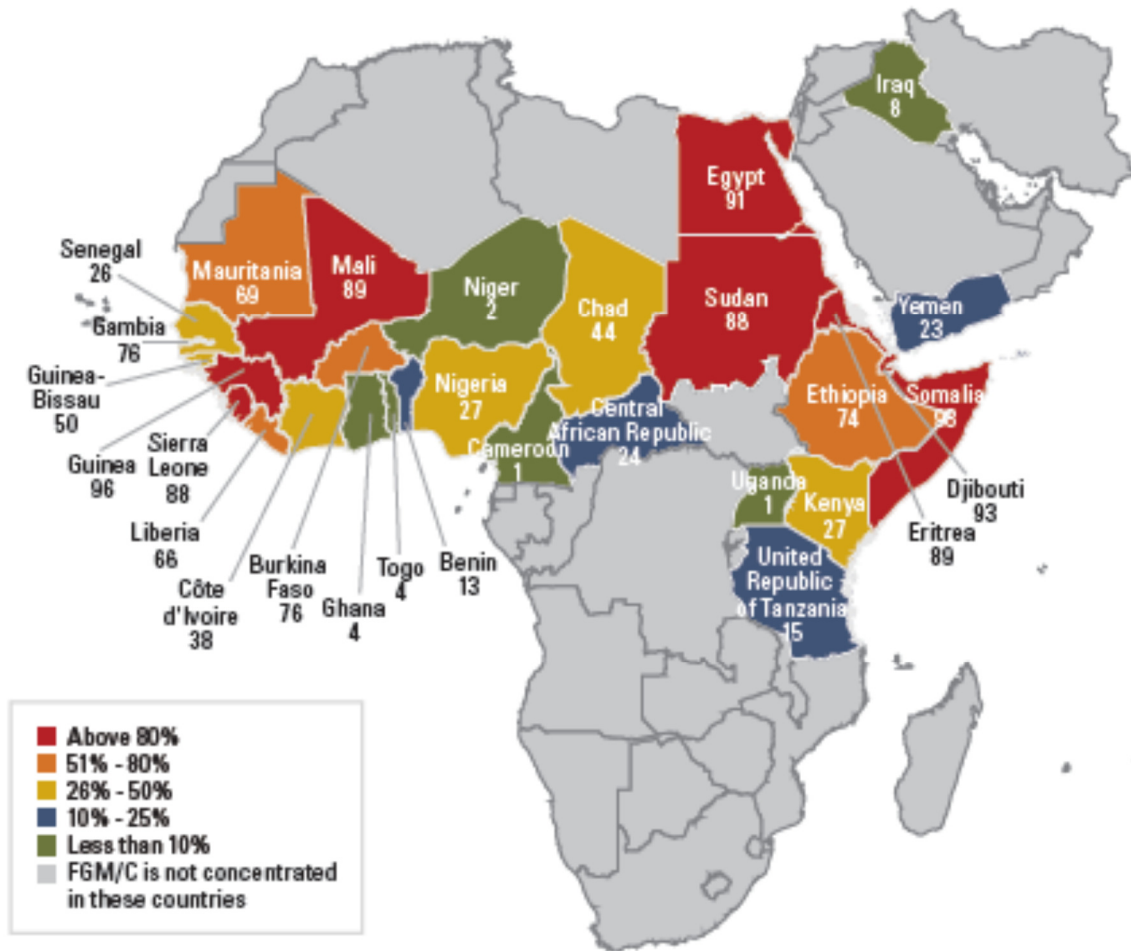 Iraq
8
Egypt
91
Senegal
26
Mauritania
69
Mali
89
Niger
2
Chad
44
Sudan
88
Yemen
23
Gambia
76
Guinea-
Bissau
50
Nigeria
27
Ethiopia
74
Somalia
98
Central
African Republic
24
Cameroon
1
Guinea
96
Sierra
Leone
88
Uganda
1
Kenya
27
Djibouti
93
Eritrea
89
Liberia
66
Côte
d'Ivoire
38
Burkina
Faso
76
Ghana
4
Togo
4
Benin
13
United
Republic
of Tanzania
15
Above 80%
51% - 80%
26% - 50%
10% - 25%
Less than 10%
FGM/C is not concentrated
in these countries